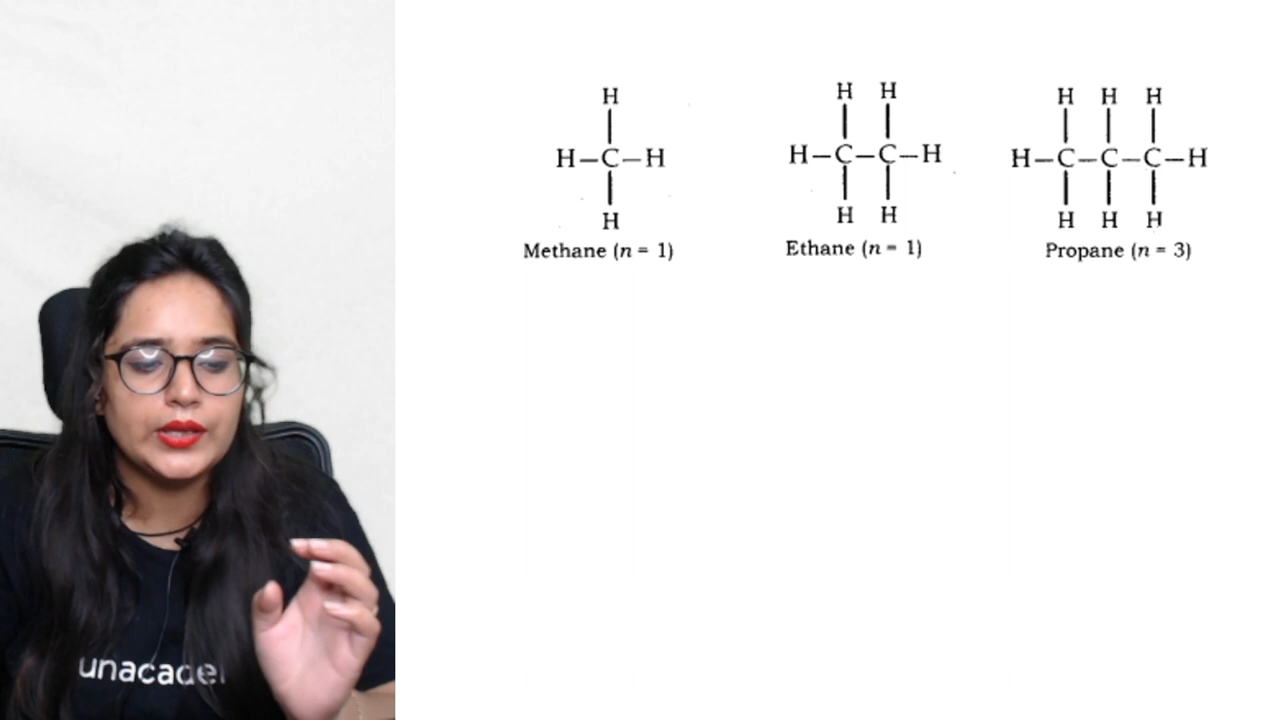 H
H–C–H
H
Methane (n = 1)
H H
H–C–C–H
H H
Ethane (n = 1)
H H H
H–C–C–C–H
H H H
Propane (n = 3)
unacade